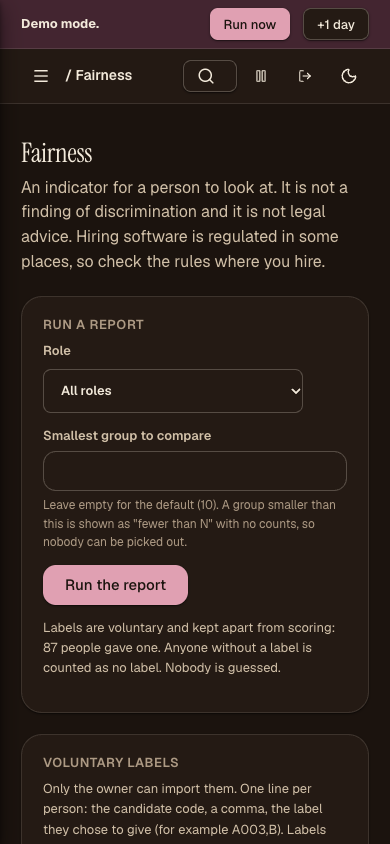 Demo mode.
Run now
+1 day
/ Fairness
Fairness
An indicator for a person to look at. It is not a
finding of discrimination and it is not legal
advice. Hiring software is regulated in some
places, so check the rules where you hire.
RUN A REPORT
Role
All roles
Smallest group to compare
Leave empty for the default (10). A group smaller than
this is shown as "fewer than N" with no counts, so
nobody can be picked out.
Run the report
Labels are voluntary and kept apart from scoring:
87 people gave one. Anyone without a label is
counted as no label. Nobody is guessed.
VOLUNTARY LABELS
Only the owner can import them. One line per
person: the candidate code, a comma, the label
they chose to give (for example A003,B). Labels